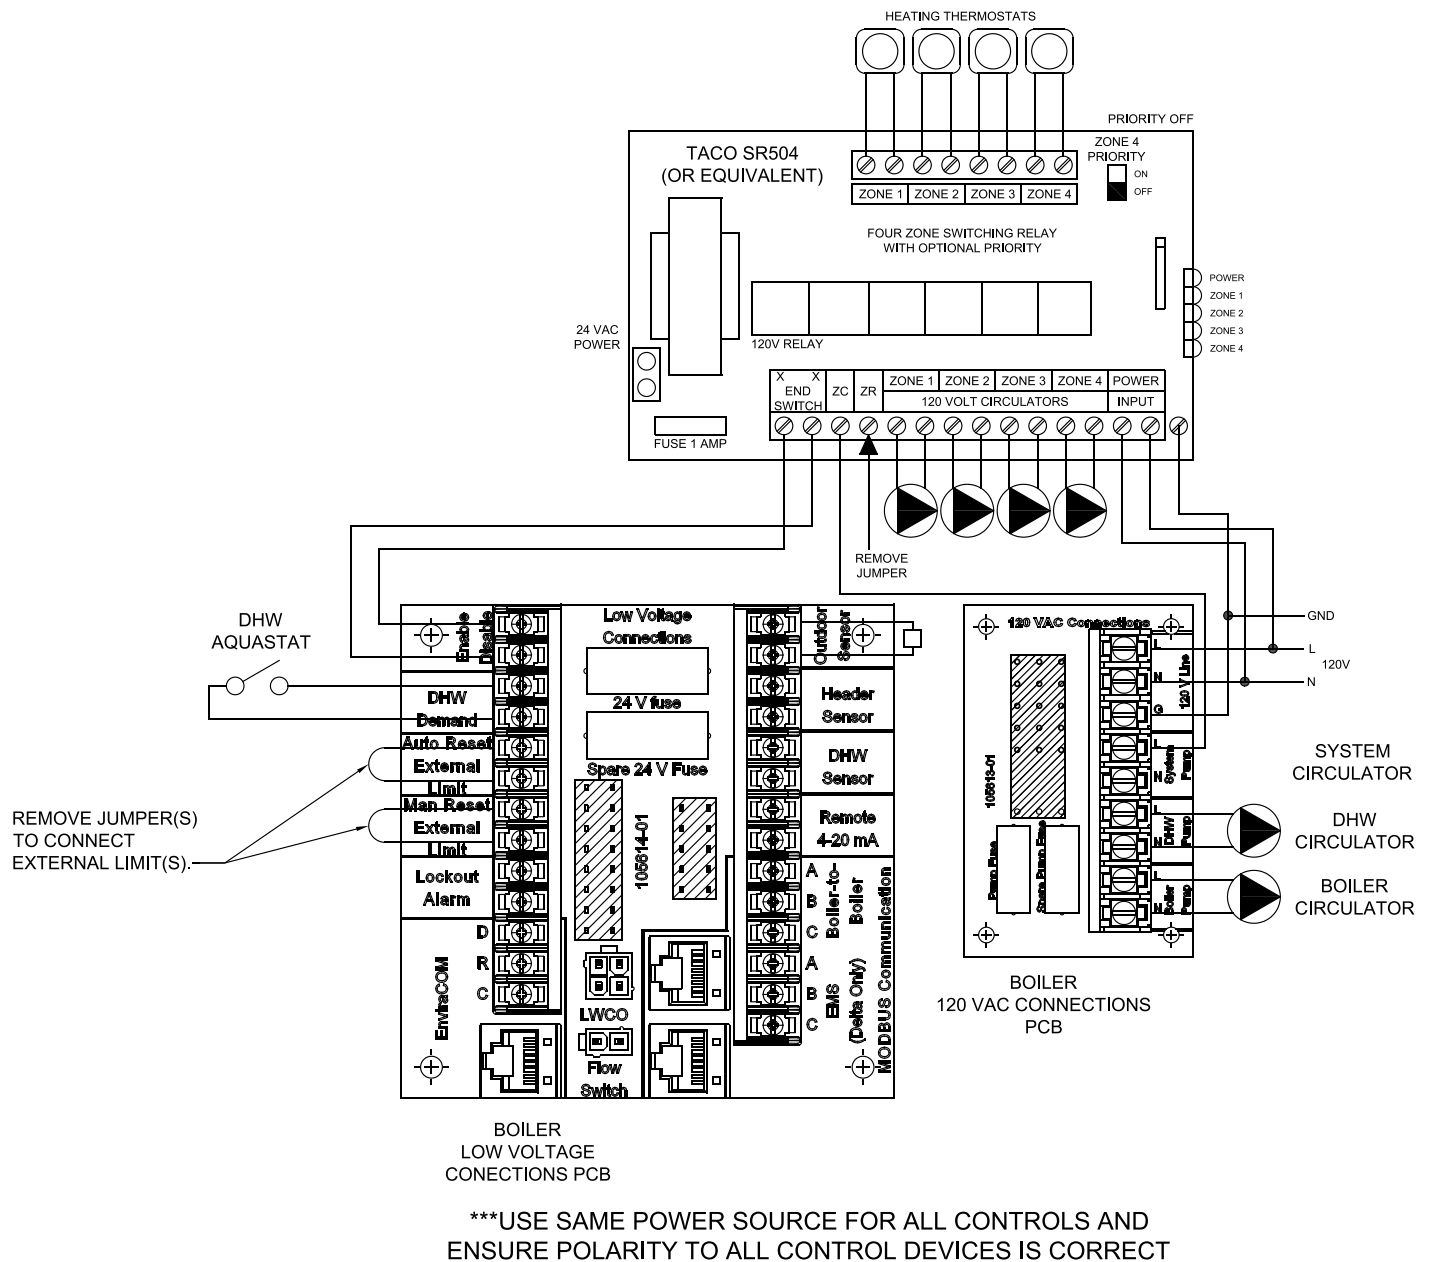 HEATING THERMOSTATS
PRIORITY OFF
TACO SR504
(OR EQUIVALENT)
ZONE 4
PRIORITY
ON
OFF
ZONE 1 ZONE 2 ZONE 3 ZONE 4
FOUR ZONE SWITCHING RELAY
WITH OPTIONAL PRIORITY
POWER
ZONE 1
ZONE 2
ZONE 3
ZONE 4
24 VAC
POWER
120V RELAY
X X
END
SWITCH
ZC
ZR
ZONE 1 ZONE 2 ZONE 3 ZONE 4 POWER
120 VOLT CIRCULATORS INPUT
FUSE 1 AMP
REMOVE
JUMPER
DHW
AQUASTAT
REMOVE JUMPER(S)
TO CONNECT
EXTERNAL LIMIT(S).
Enable
Disable
DHW
Demand
Auto Reset
External
Limit
Man Reset
External
Limit
Lockout
Alarm
D
R
C
EnviraCOM
Low Voltage
Connections
24 V fuse
Spare 24 V Fuse
105614-01
LWCO
Flow
Switch
Outdoor
Sensor
Header
Sensor
DHW
Sensor
Remote
4-20 mA
A
B
C
Boiler-to-
Boiler
A
B
C
EMS
(Delta Only)
MODBUS Communication
BOILER
LOW VOLTAGE
CONECTIONS PCB
120 VAC Connections
105613-01
Pump Fuse
Spare Pump Fuse
L
N
G
120 V Line
L
N
System
Pump
L
N
DHW
Pump
L
N
Boiler
Pump
GND
L
120V
N
SYSTEM
CIRCULATOR
DHW
CIRCULATOR
BOILER
CIRCULATOR
BOILER
120 VAC CONNECTIONS
PCB
***USE SAME POWER SOURCE FOR ALL CONTROLS AND
ENSURE POLARITY TO ALL CONTROL DEVICES IS CORRECT